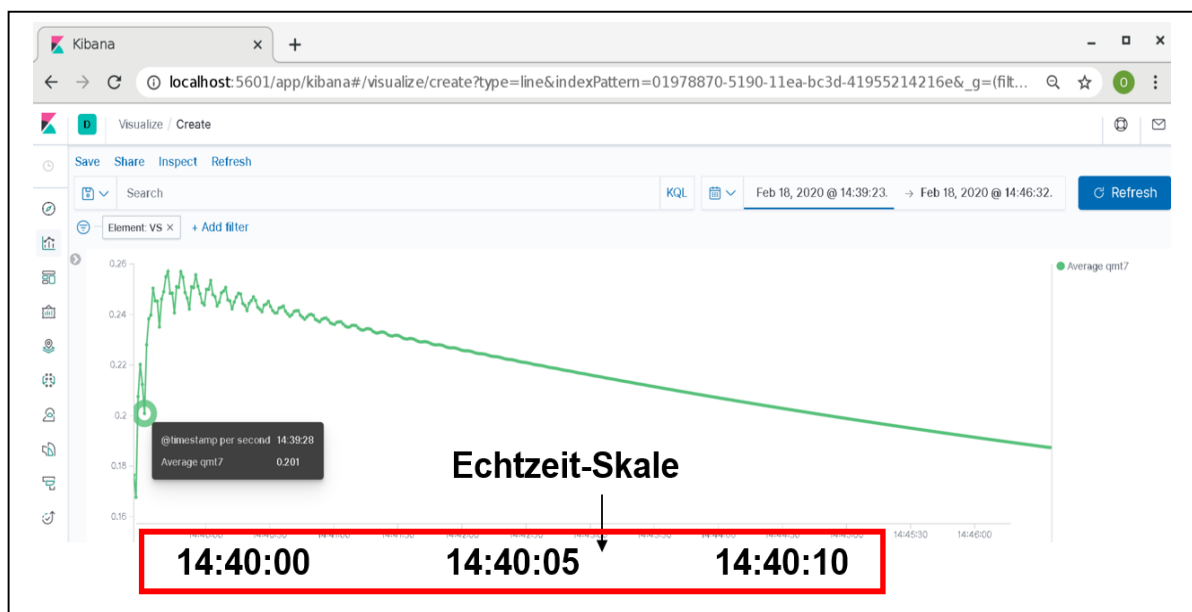 Kibana
localhost:5601/app/kibana#/visualize/create?type=line&indexPattern=01978870-5190-11ea-bc3d-41955214216e&_g=(filt...
O
D Visualize / Create
Save Share Inspect Refresh
Search KQL Feb 18, 2020 @ 14:39:23. → Feb 18, 2020 @ 14:46:32. Refresh
Element: VS × + Add filter
Average qmt7
0.26
0.24
0.22
0.2
@timestamp per second 14:39:28
Average qmt7 0.201
0.18
Echtzeit-Skale
0.16
14:45:30 14:46:00
14:40:00 14:40:05 14:40:10